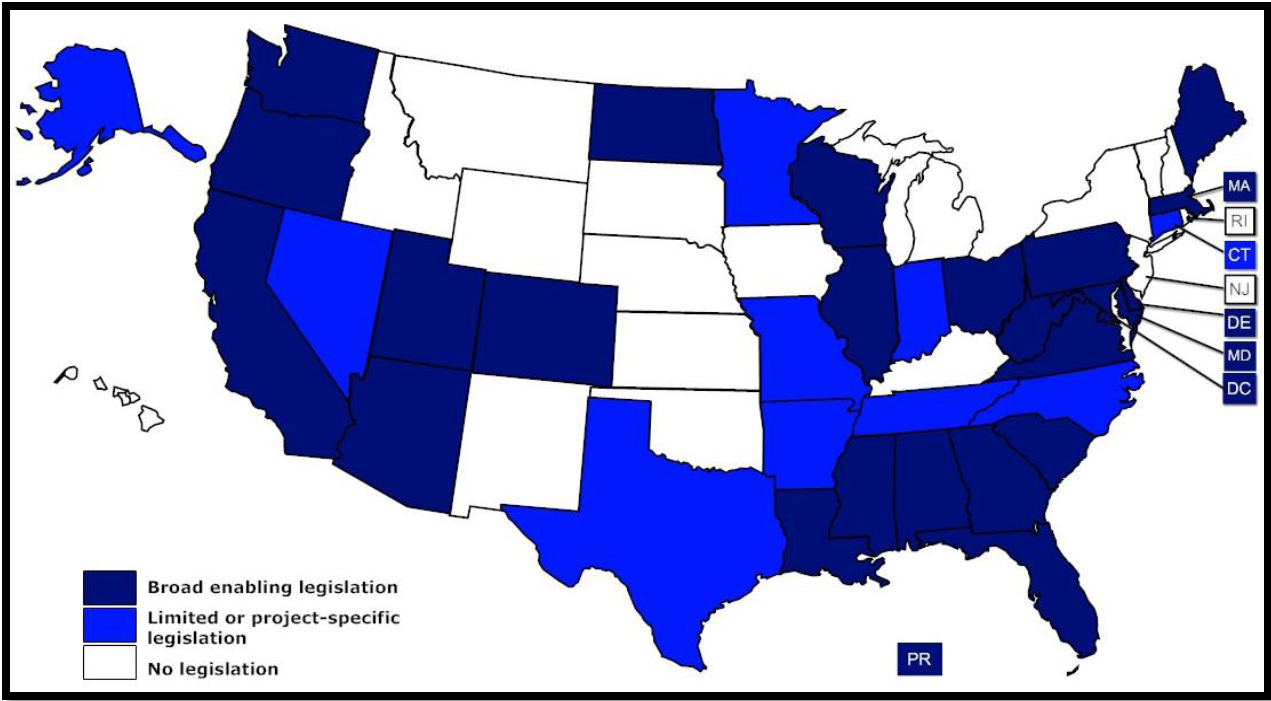 MA
RI
CT
NJ
DE
MD
DC
Broad enabling legislation
Limited or project-specific
legislation
No legislation
PR